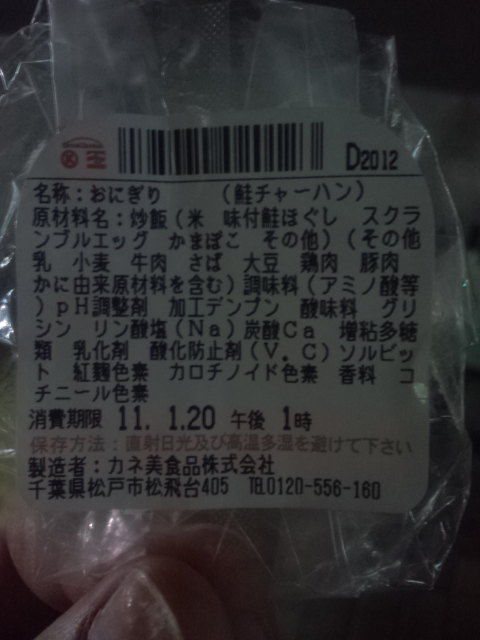 D2012
名称:おにぎり (鮭チャーハン)
原材料名:炒飯(米 味付鮭ほぐし スクラ
ンブルエッグ かまぼこ その他)(その他
乳 小麦 牛肉 さば 大豆 鶏肉 豚肉
かに由来原材料を含む)調味料(アミノ酸等
)pH調整剤 加工デンプン 酸味料 グリ
シン リン酸塩(Na)炭酸Ca 増粘多糖
類 乳化剤 酸化防止剤(V.C)ソルビッ
ト 紅麹色素 カロチノイド色素 香料 コ
チニール色素
消費期限 11. 1.20 午後 1時
保存方法:直射日光及び高温多湿を避けて下さい
製造者:カネ美食品株式会社
千葉県松戸市松飛台405 ℡0120-556-160